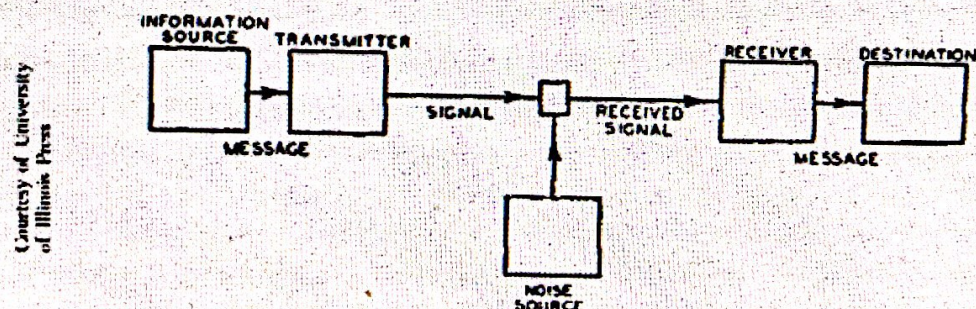 INFORMATION
SOURCE
TRANSMITTER
RECEIVER
DESTINATION
SIGNAL
RECEIVED
SIGNAL
MESSAGE
MESSAGE
NOISE
SOURCE
Courtesy of University
of Illinois Press